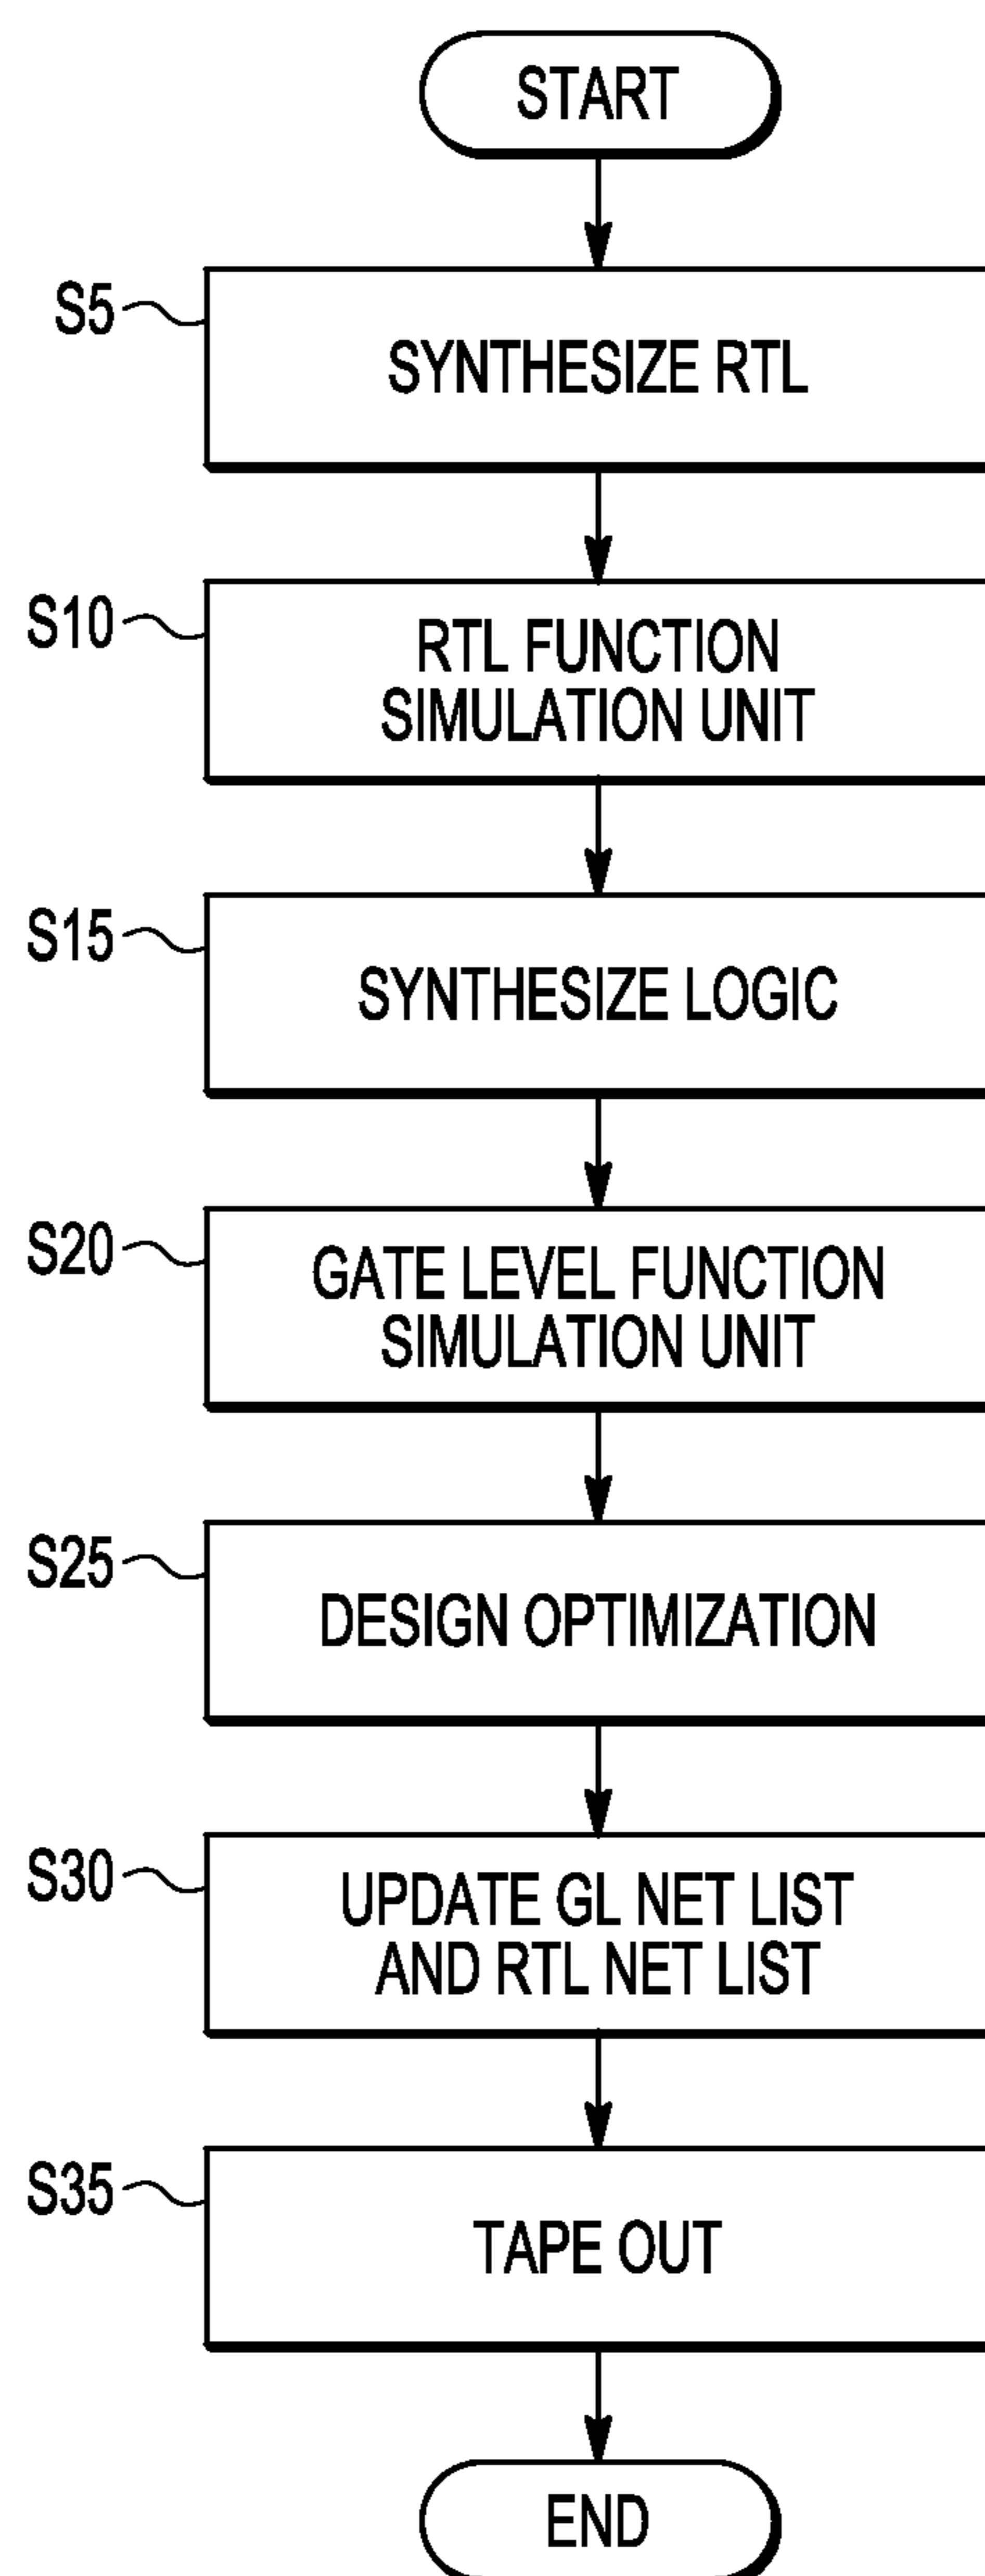 START
S5
SYNTHESIZE RTL
S10
RTL FUNCTION
SIMULATION UNIT
S15
SYNTHESIZE LOGIC
S20
GATE LEVEL FUNCTION
SIMULATION UNIT
S25
DESIGN OPTIMIZATION
S30
UPDATE GL NET LIST
AND RTL NET LIST
S35
TAPE OUT
END